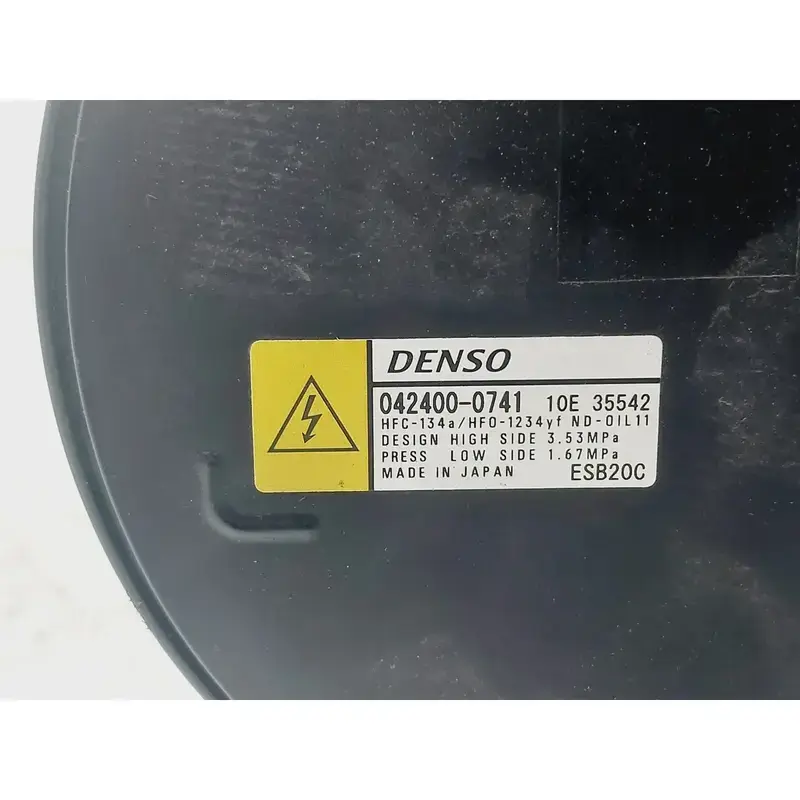 DENSO
042400-0741 10E 35542
HFC-134a/HFO-1234yf ND-OIL11
DESIGN HIGH SIDE 3.53MPa
PRESS LOW SIDE 1.67MPa
MADE IN JAPAN ESB20C